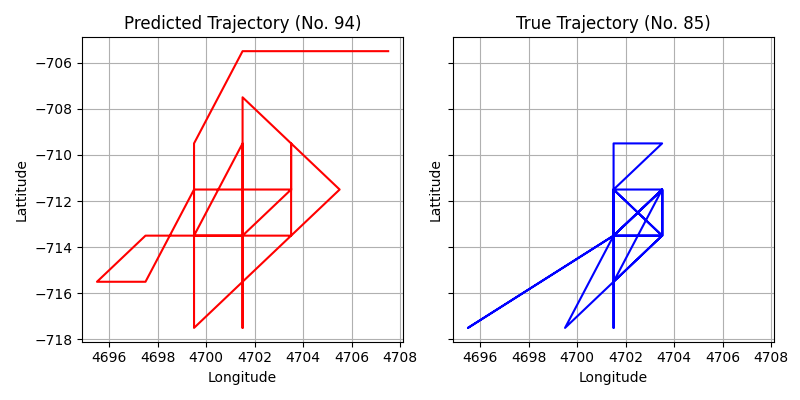 Predicted Trajectory (No. 94)
True Trajectory (No. 85)
Lattitude
−706
−708
−710
−712
−714
−716
−718
4696 4698 4700 4702 4704 4706 4708
Longitude
Lattitude
4696 4698 4700 4702 4704 4706 4708
Longitude